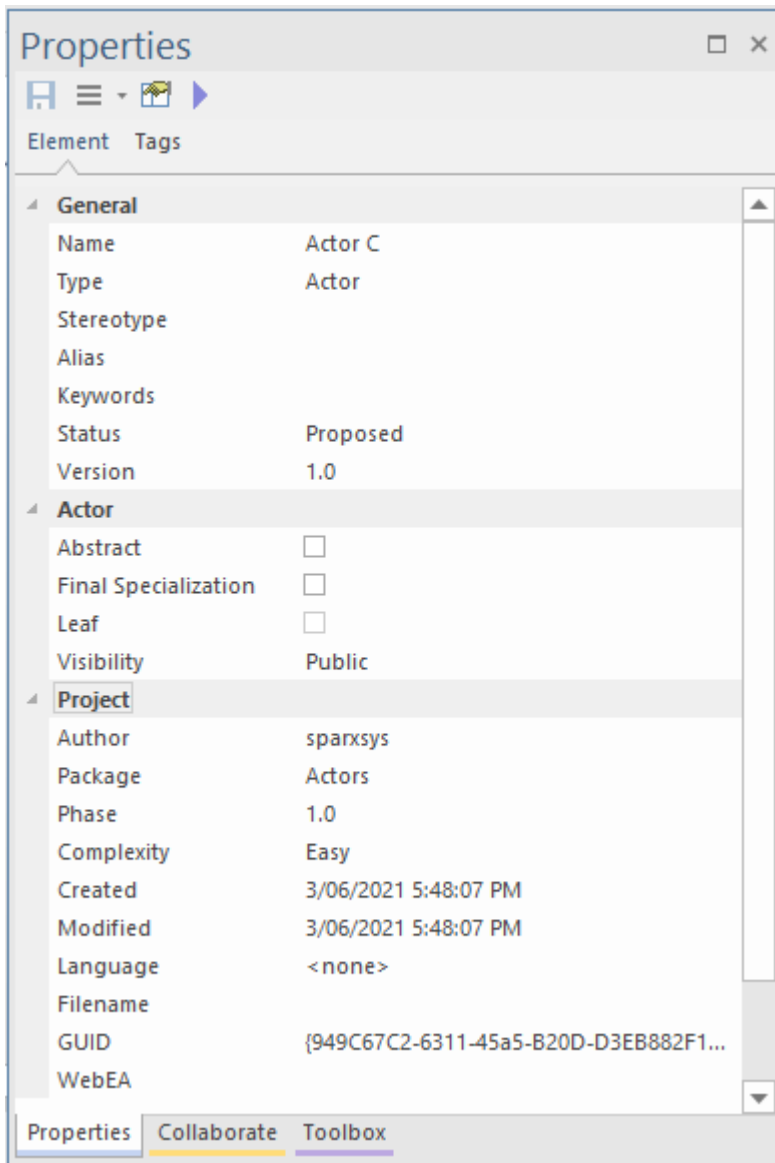 Properties
Element Tags
General
Name Actor C
Type Actor
Stereotype
Alias
Keywords
Status Proposed
Version 1.0
Actor
Abstract
Final Specialization
Leaf
Visibility Public
Project
Author sparxsys
Package Actors
Phase 1.0
Complexity Easy
Created 3/06/2021 5:48:07 PM
Modified 3/06/2021 5:48:07 PM
Language <none>
Filename
GUID {949C67C2-6311-45a5-B20D-D3EB882F1...
WebEA
Properties Collaborate Toolbox